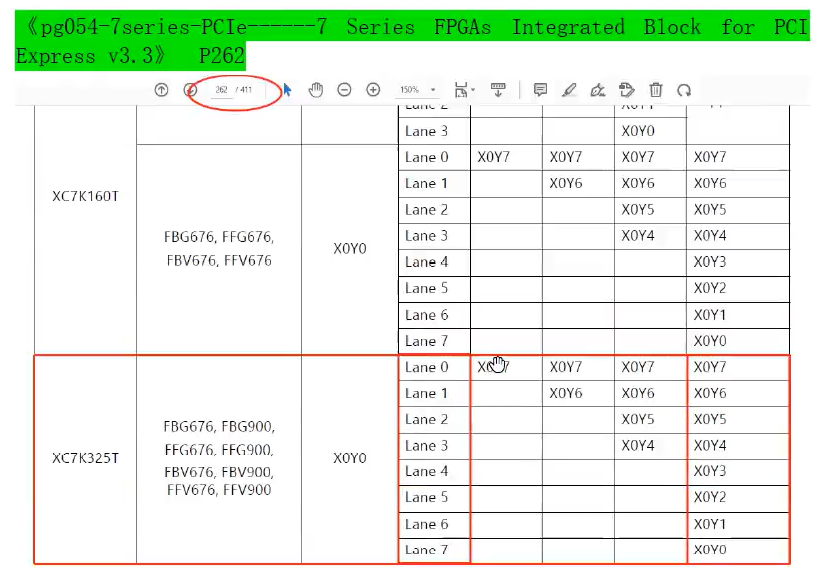 《pg054-7series-PCIe------7 Series FPGAs Integrated Block for PCI
Express v3.3》 P262
262 / 411 150%
Lane 3 X0Y0
XC7K160T FBG676, FFG676, FBV676, FFV676 X0Y0
Lane 0 X0Y7 X0Y7 X0Y7 X0Y7
Lane 1 X0Y6 X0Y6 X0Y6
Lane 2 X0Y5 X0Y5
Lane 3 X0Y4 X0Y4
Lane 4 X0Y3
Lane 5 X0Y2
Lane 6 X0Y1
Lane 7 X0Y0
XC7K325T FBG676, FBG900, FFG676, FFG900, FBV676, FBV900, FFV676, FFV900 X0Y0
Lane 0 X0Y7 X0Y7 X0Y7
Lane 1 X0Y6 X0Y6 X0Y6
Lane 2 X0Y5 X0Y5
Lane 3 X0Y4 X0Y4
Lane 4 X0Y3
Lane 5 X0Y2
Lane 6 X0Y1
Lane 7 X0Y0